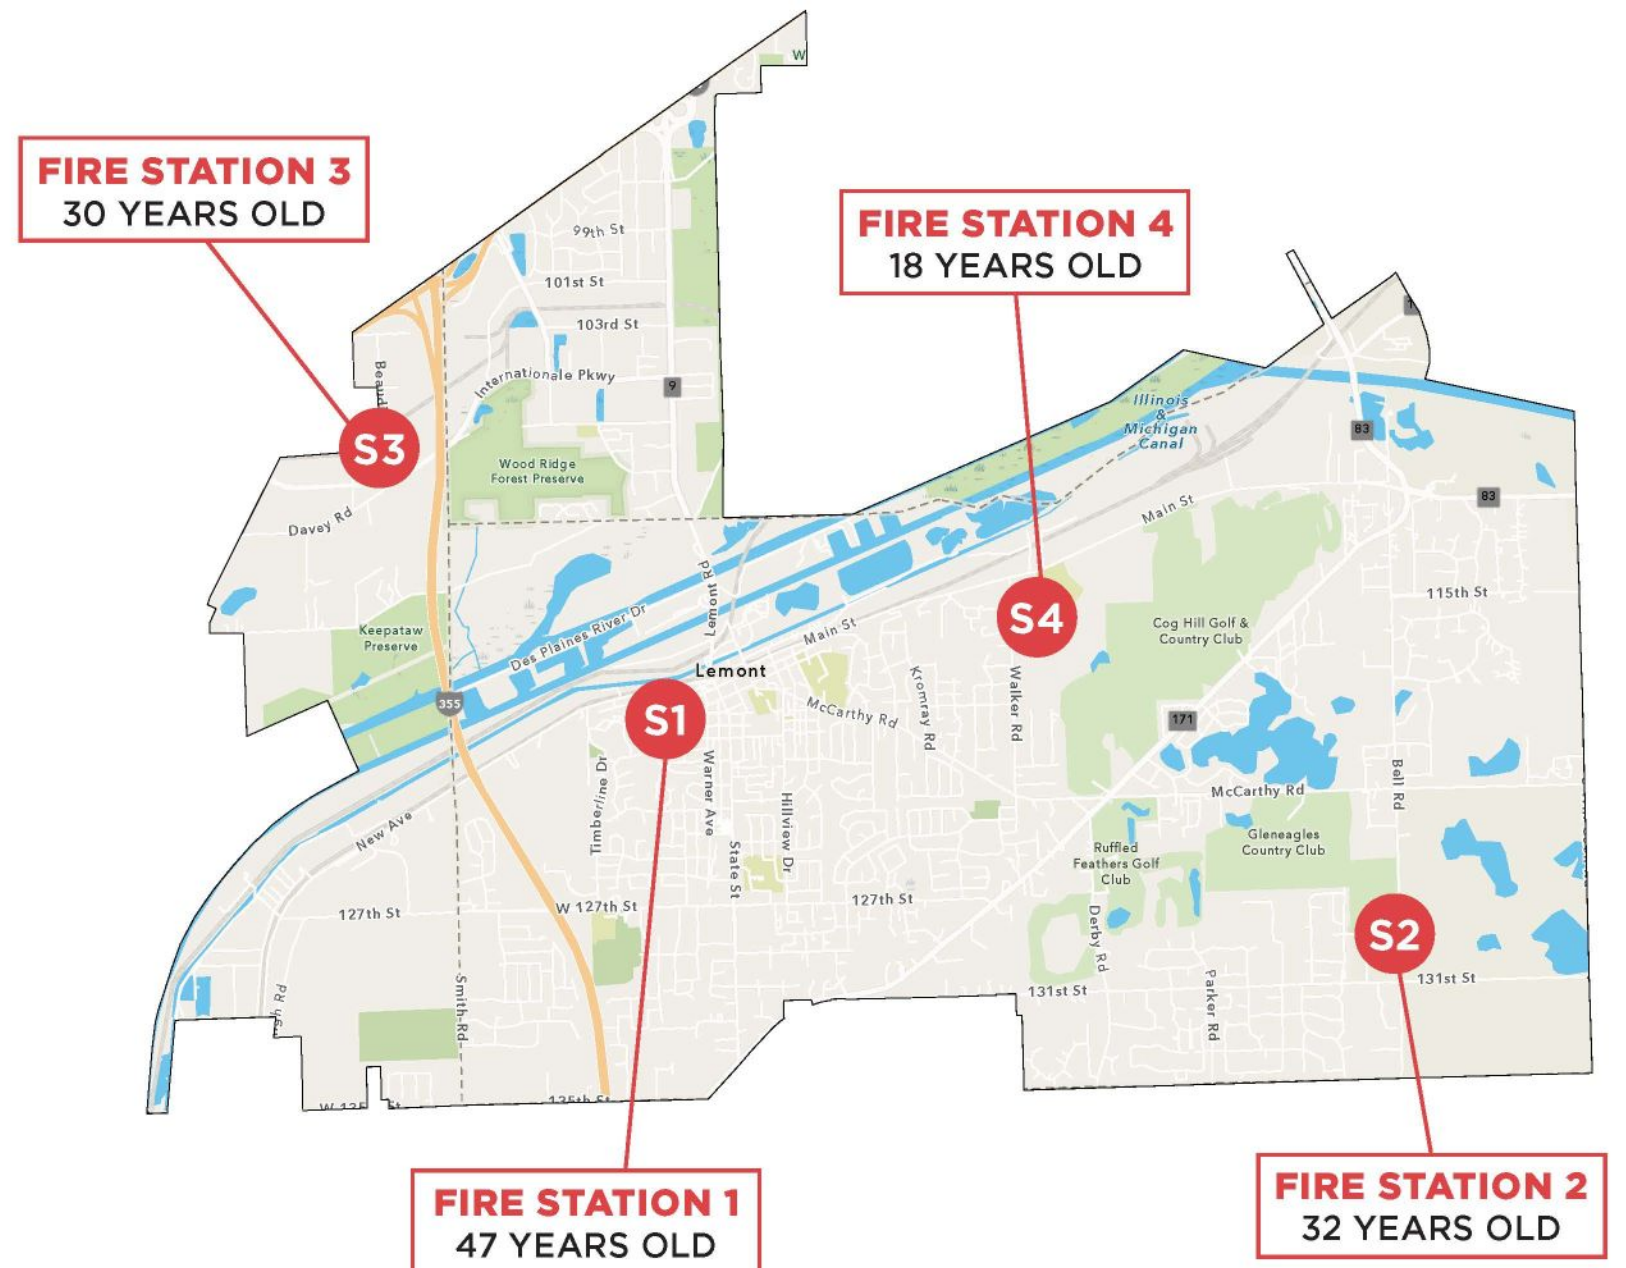 W
FIRE STATION 3
30 YEARS OLD
FIRE STATION 4
18 YEARS OLD
99th St
101st St
103rd St
Internationale Pkwy
9
S3
Illinois
&
Michigan
Canal
83
83
Wood Ridge
Forest Preserve
Main St
Davey Rd
Lemont Rd
115th St
S4
Keepataw
Preserve
Des Plaines River Dr
Main St
Cog Hill Golf &
Country Club
Lemont
355
S1
McCarthy Rd
Kromray Rd
Walker Rd
171
Timberline Dr
Warner Ave
Hillview Dr
McCarthy Rd
Bell Rd
New Ave
State St
Ruffled
Feathers Golf
Club
Gleneagles
Country Club
127th St
W 127th St
127th St
Derby Rd
S2
Smith Rd
131st St
Parker Rd
131st St
135th St
FIRE STATION 1
47 YEARS OLD
FIRE STATION 2
32 YEARS OLD